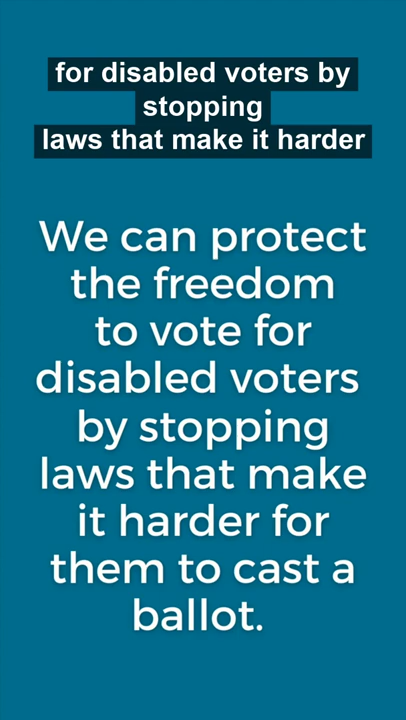 for disabled voters by
stopping
laws that make it harder
We can protect
the freedom
to vote for
disabled voters
by stopping
laws that make
it harder for
them to cast a
ballot.